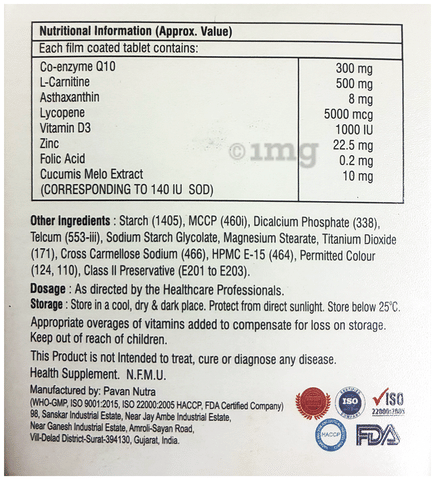 Nutritional Information (Approx. Value)
Each film coated tablet contains:
Co-enzyme Q10 300 mg
L-Carnitine 500 mg
Asthaxanthin 8 mg
Lycopene 5000 mcg
Vitamin D3 1000 IU
Zinc 22.5 mg
Folic Acid 0.2 mg
Cucumis Melo Extract 10 mg
(CORRESPONDING TO 140 IU SOD)
©1mg
Other Ingredients : Starch (1405), MCCP (460i), Dicalcium Phosphate (338),
Telcum (553-iii), Sodium Starch Glycolate, Magnesium Stearate, Titanium Dioxide
(171), Cross Carmellose Sodium (466), HPMC E-15 (464), Permitted Colour
(124, 110), Class II Preservative (E201 to E203).
Dosage : As directed by the Healthcare Professionals.
Storage : Store in a cool, dry & dark place. Protect from direct sunlight. Store below 25°C.
Appropriate overages of vitamins added to compensate for loss on storage.
Keep out of reach of children.
This Product is not Intended to treat, cure or diagnose any disease.
Health Supplement. N.F.M.U.
Manufactured by: Pavan Nutra
(WHO-GMP, ISO 9001:2015, ISO 22000:2005 HACCP, FDA Certified Company)
98, Sanskar Industrial Estate, Near Jay Ambe Industrial Estate,
Near Ganesh Industrial Estate, Amroli-Sayan Road,
Vill-Delad District-Surat-394130, Gujarat, India.
ISO
ISO
22000:2005
HACCP
FDA